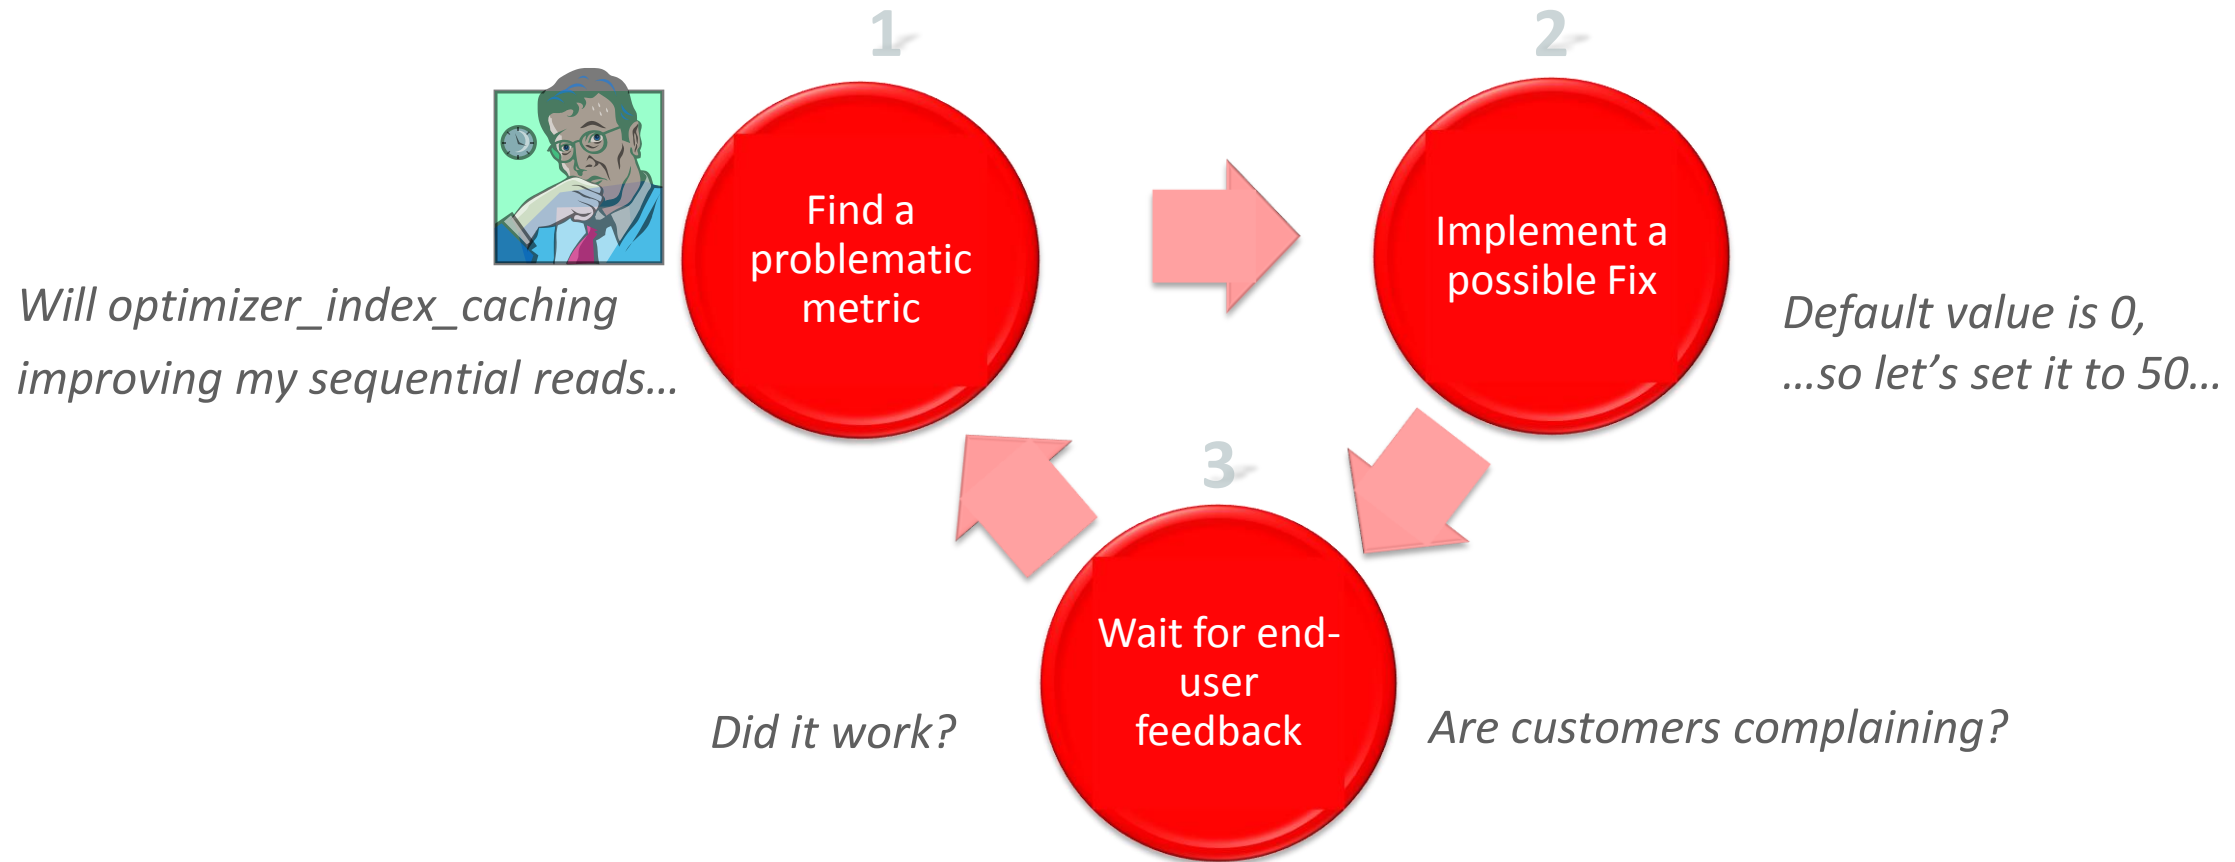 1
Find a
problematic
metric
Will optimizer_index_caching
improving my sequential reads...
2
Implement a
possible Fix
Default value is 0,
...so let’s set it to 50...
3
Wait for end-
user
feedback
Did it work?
Are customers complaining?